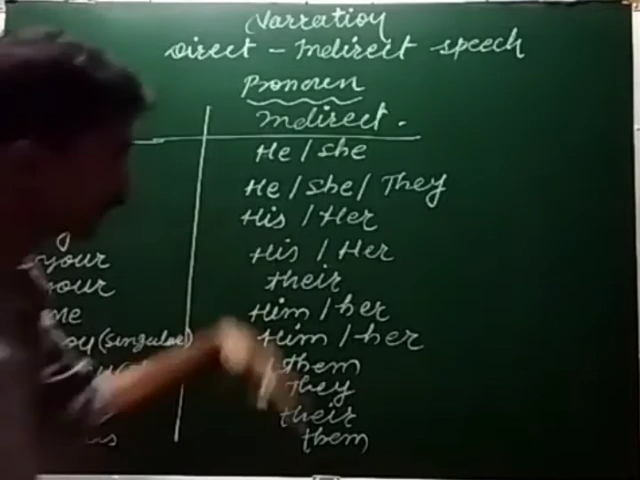 Narration
Direct - Indirect speech
Pronoun
Indirect.
He / she
He / she / They
His / Her
your His / Her
your their
me Him / her
(singular) Him / her
them
They
their
us them